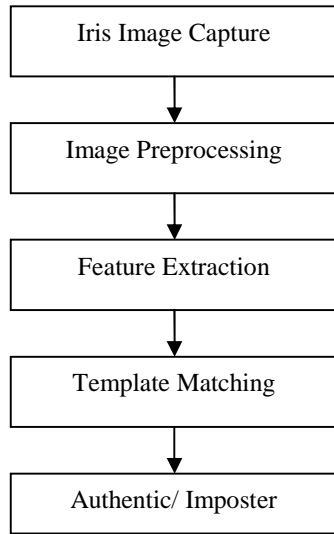 Iris Image Capture
Image Preprocessing
Feature Extraction
Template Matching
Authentic/ Imposter